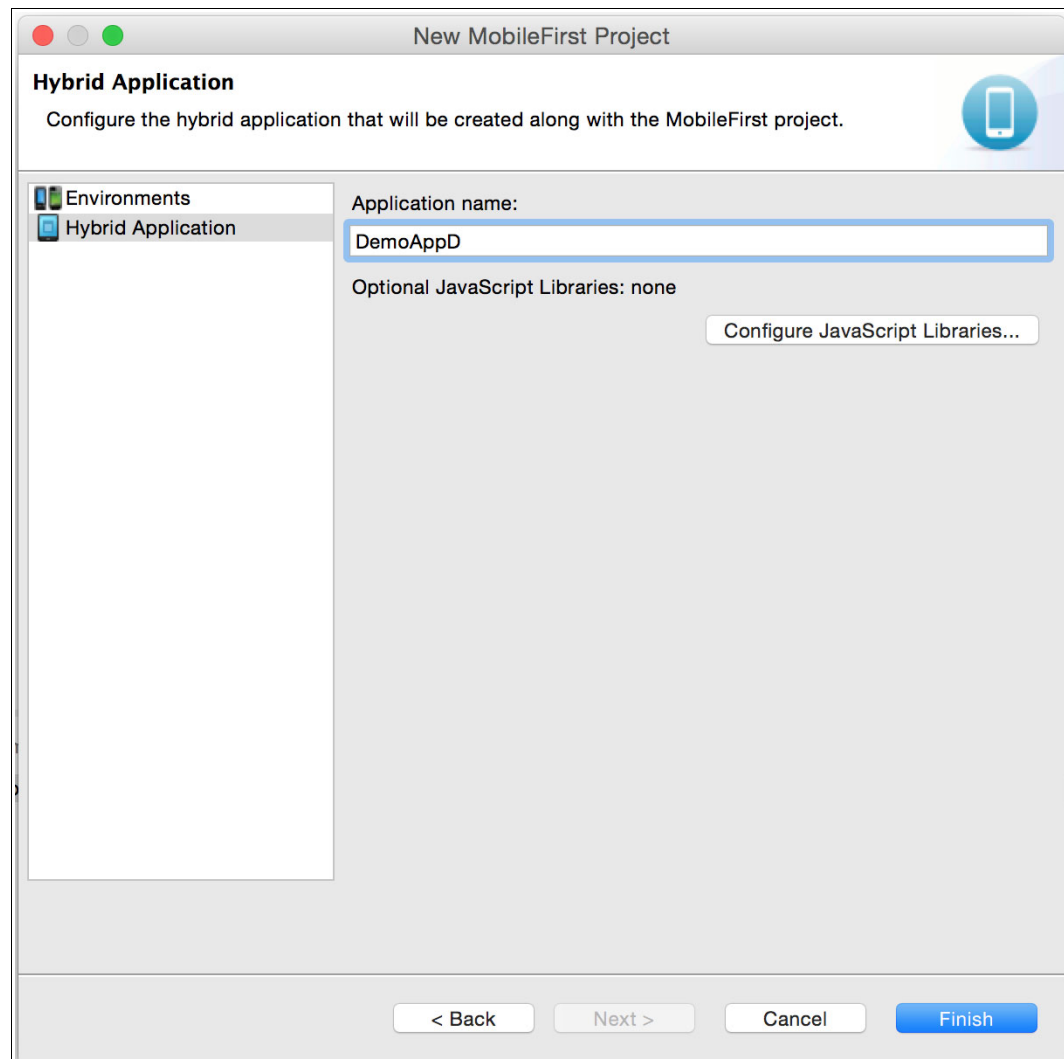 New MobileFirst Project
Hybrid Application
Configure the hybrid application that will be created along with the MobileFirst project.
Environments
Hybrid Application
Application name:
DemoAppD
Optional JavaScript Libraries: none
Configure JavaScript Libraries...
< Back
Next >
Cancel
Finish